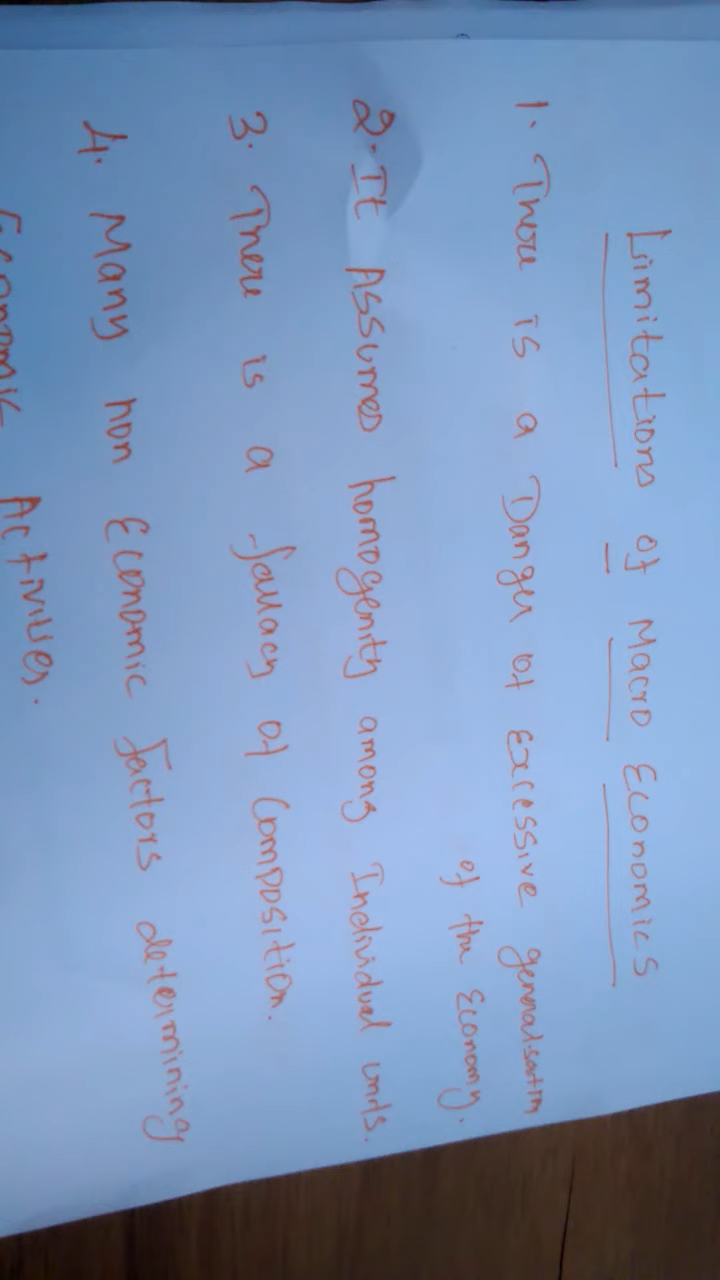 Limitations of Macro Economics
1. There is a Danger of Excessive generalisation
of the Economy.
2. It Assumes homogenity among Individual units.
3. There is a fallacy of Composition.
4. Many non Economic factors determining
Economic Activities.